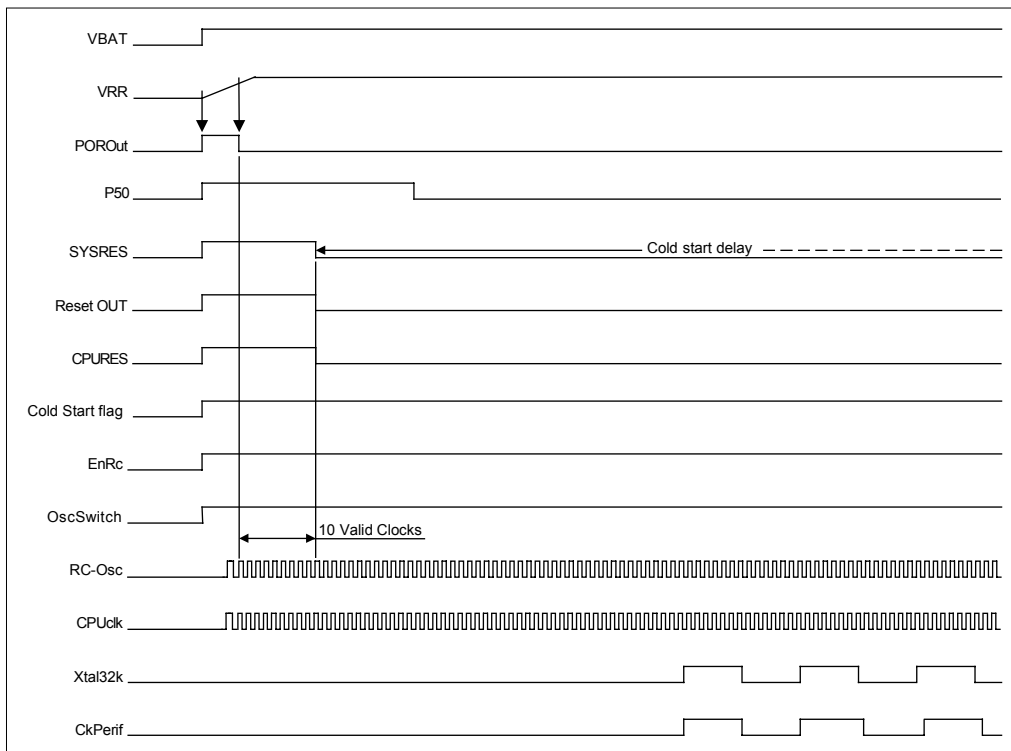 VBAT
VRR
POROut
P50
SYSRES
Cold start delay
Reset OUT
CPURES
Cold Start flag
EnRc
OscSwitch
10 Valid Clocks
RC-Osc
CPUclk
Xtal32k
CkPerif